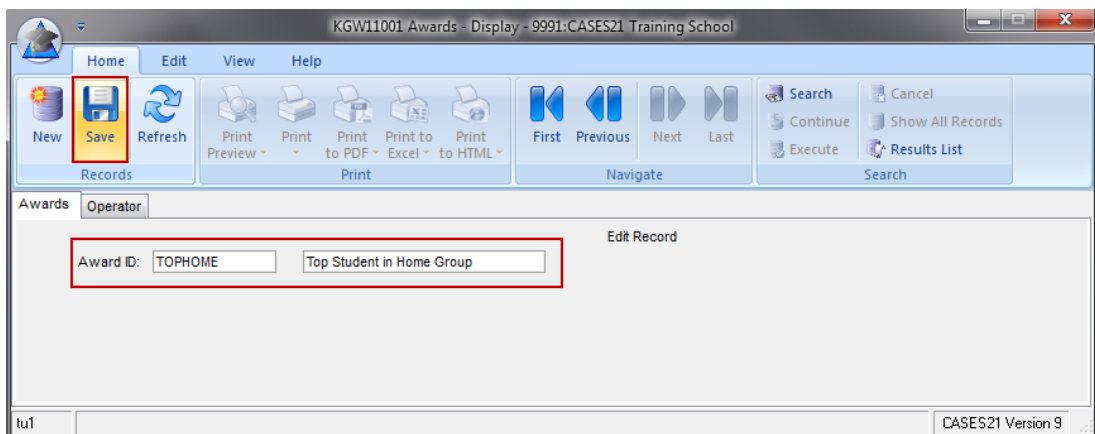 KGW11001 Awards - Display - 9991:CASES21 Training School
Home Edit View Help
New Save Refresh Print Preview Print Print to PDF Print to Excel Print to HTML First Previous Next Last
Search Cancel
Continue Show All Records
Execute Results List
Records Print Navigate Search
Awards Operator
Edit Record
Award ID: TOPHOME Top Student in Home Group
tu1 CASES21 Version 9